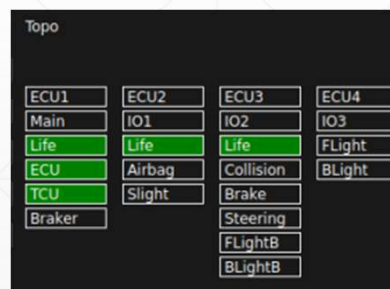 Topo
ECU1 ECU2 ECU3 ECU4
Main IO1 IO2 IO3
Life Life Life FLight
ECU Airbag Collision BLight
TCU Slight Brake
Braker Steering
FLightB
BLightB